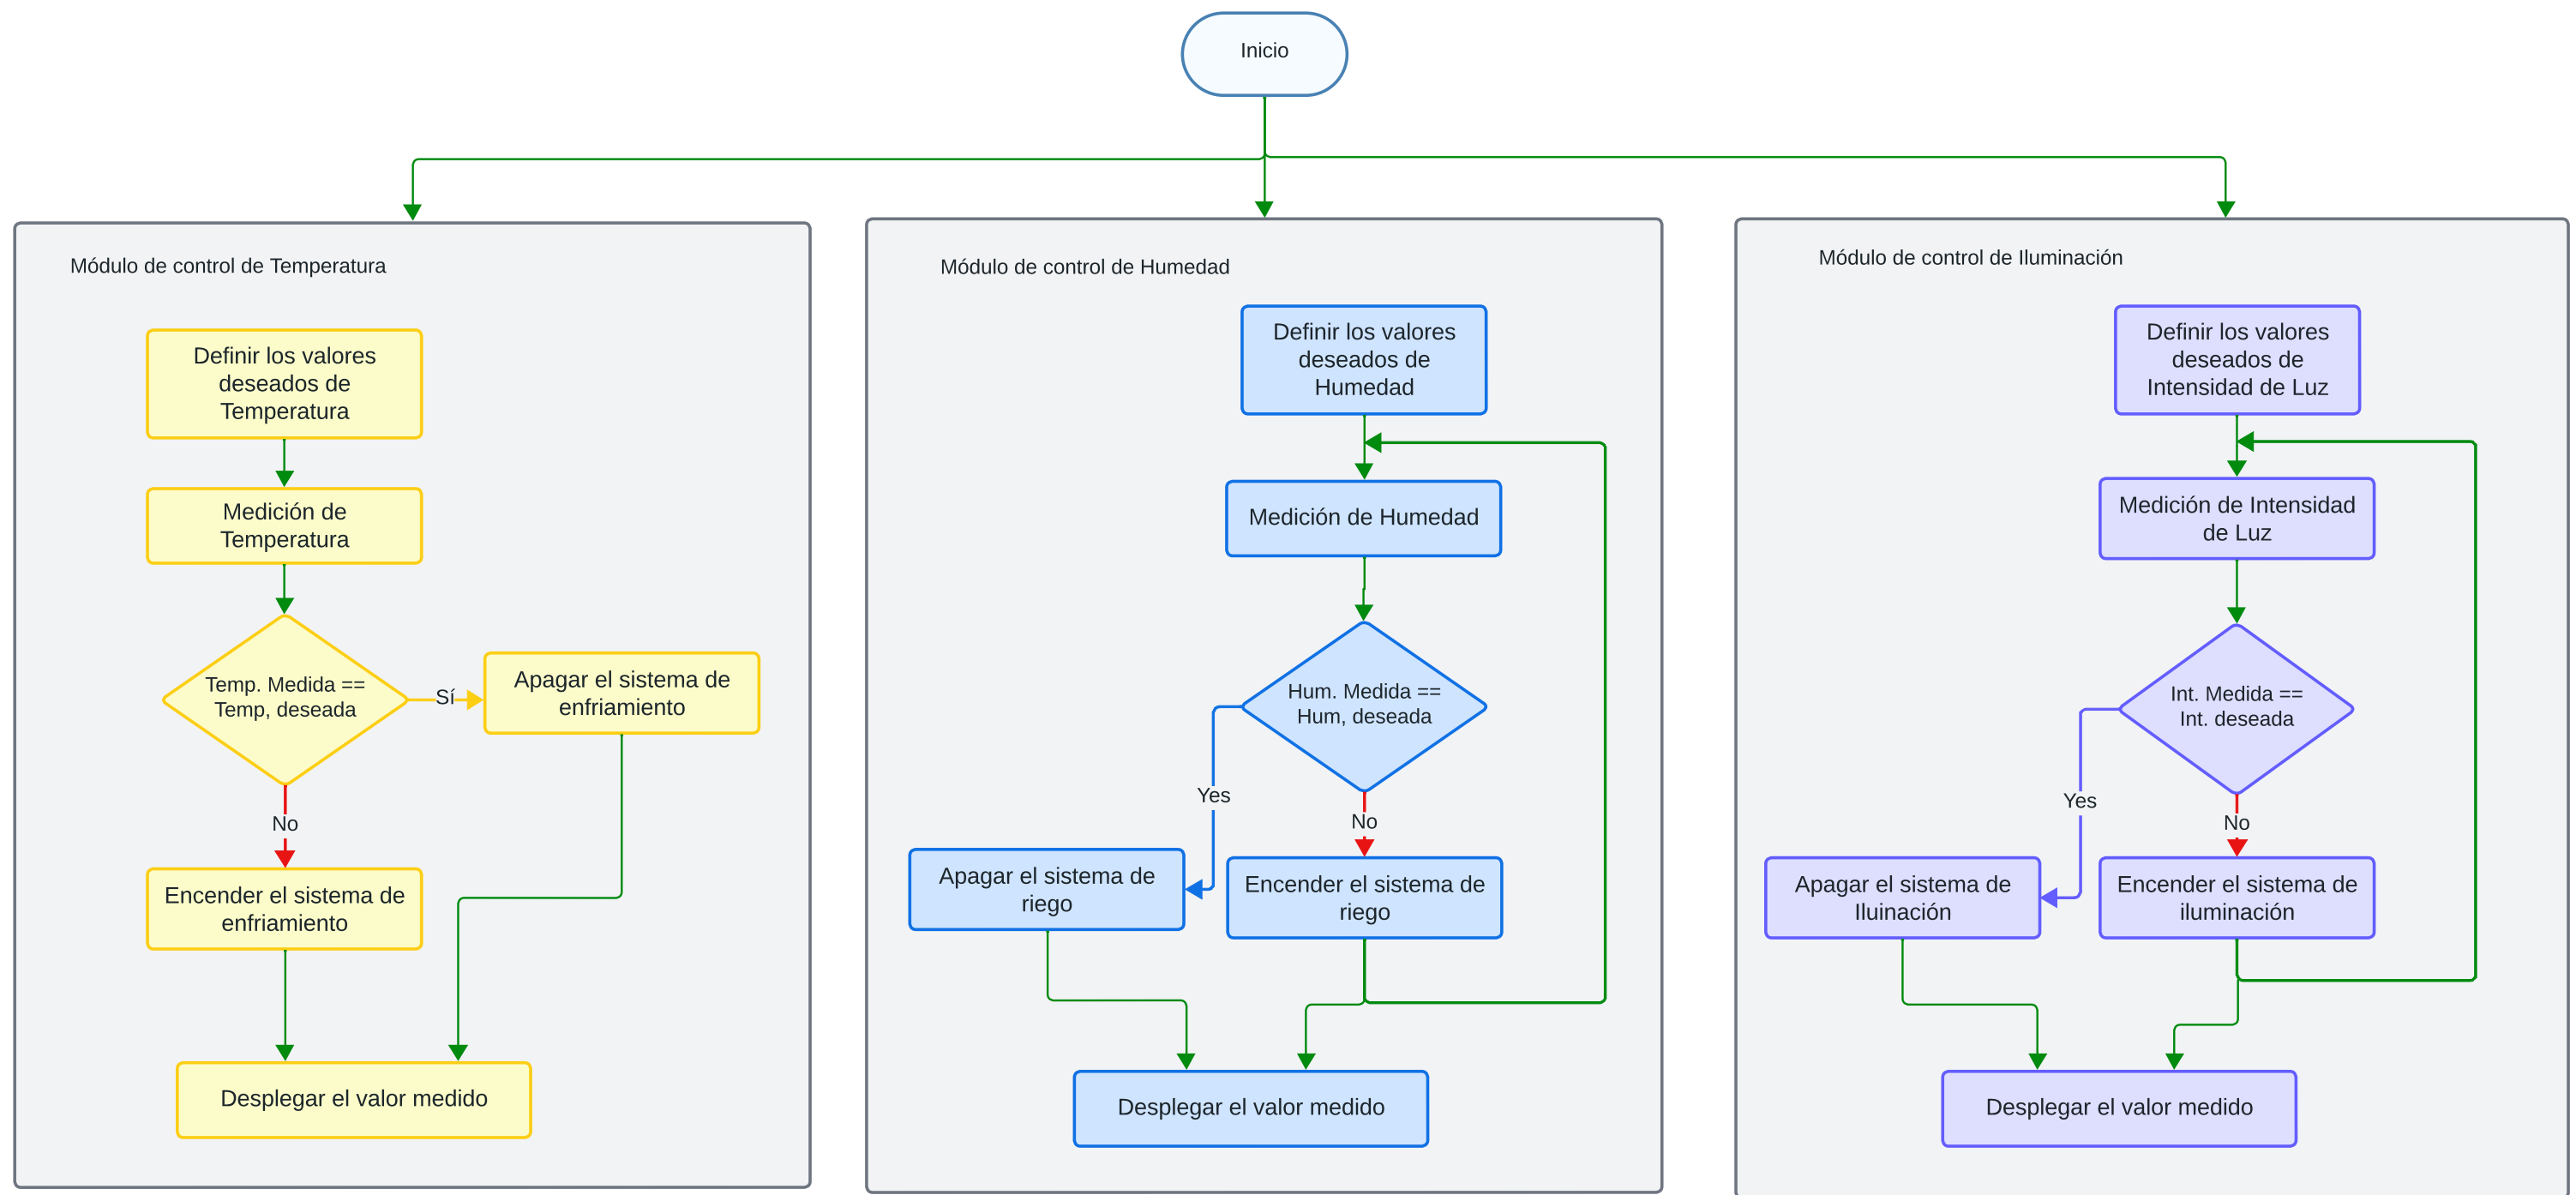 Inicio
Módulo de control de Temperatura
Definir los valores
deseados de
Temperatura
Medición de
Temperatura
Temp. Medida ==
Temp, deseada
Sí
Apagar el sistema de
enfriamiento
No
Encender el sistema de
enfriamiento
Desplegar el valor medido
Módulo de control de Humedad
Definir los valores
deseados de
Humedad
Medición de Humedad
Hum. Medida ==
Hum, deseada
Yes
No
Apagar el sistema de
riego
Encender el sistema de
riego
Desplegar el valor medido
Módulo de control de Iluminación
Definir los valores
deseados de
Intensidad de Luz
Medición de Intensidad
de Luz
Int. Medida ==
Int. deseada
Yes
No
Apagar el sistema de
Iluinación
Encender el sistema de
iluminación
Desplegar el valor medido